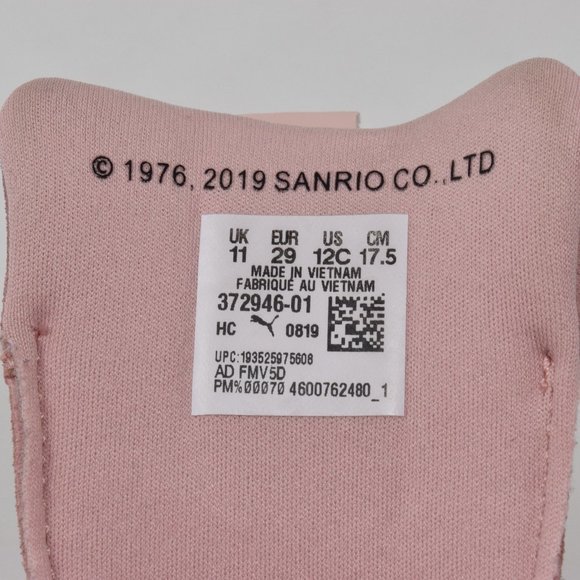 © 1976, 2019 SANRIO CO.,LTD
UK EUR US CM
11 29 12C 17.5
MADE IN VIETNAM
FABRIQUÉ AU VIETNAM
372946-01
HC 0819
UPC:193525975608
AD FMV5D
PM%00070 4600762480_1